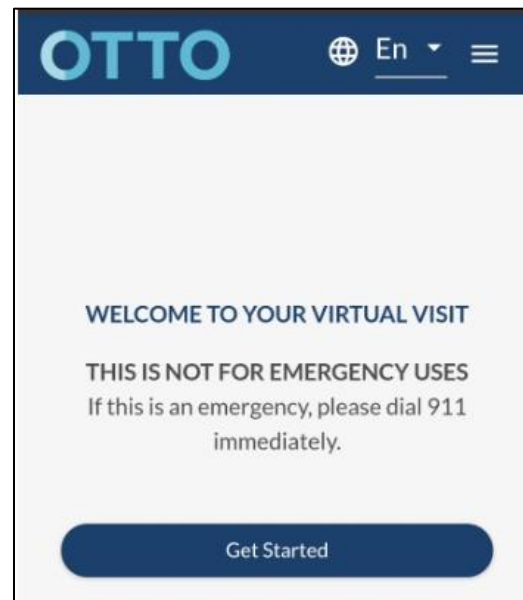 OTTO
En
WELCOME TO YOUR VIRTUAL VISIT
THIS IS NOT FOR EMERGENCY USES
If this is an emergency, please dial 911
immediately.
Get Started